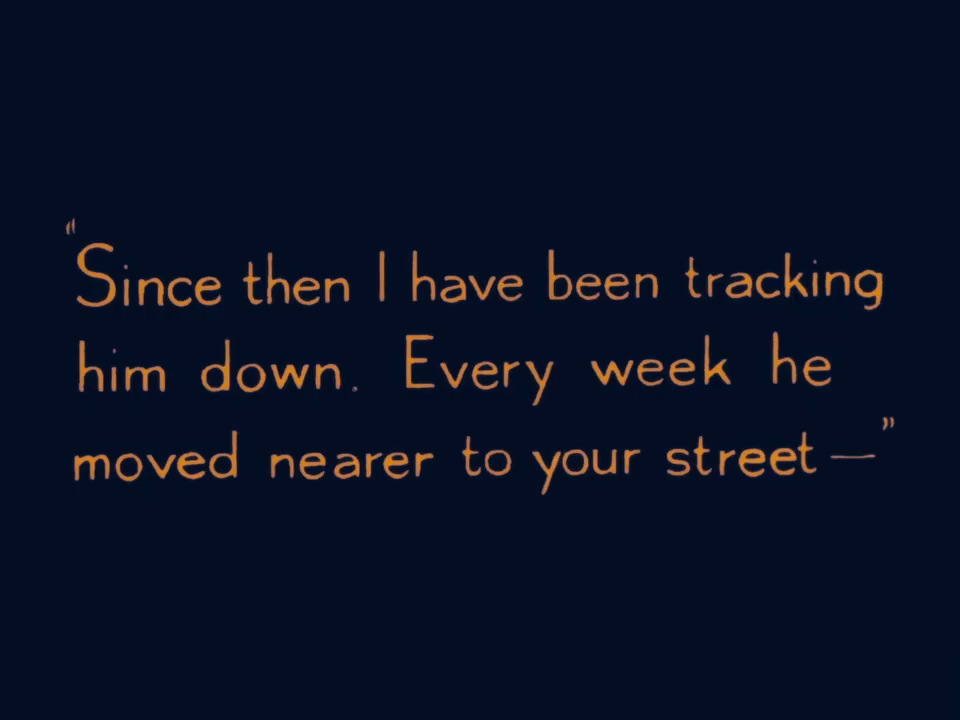 "Since then I have been tracking
him down. Every week he
moved nearer to your street—"